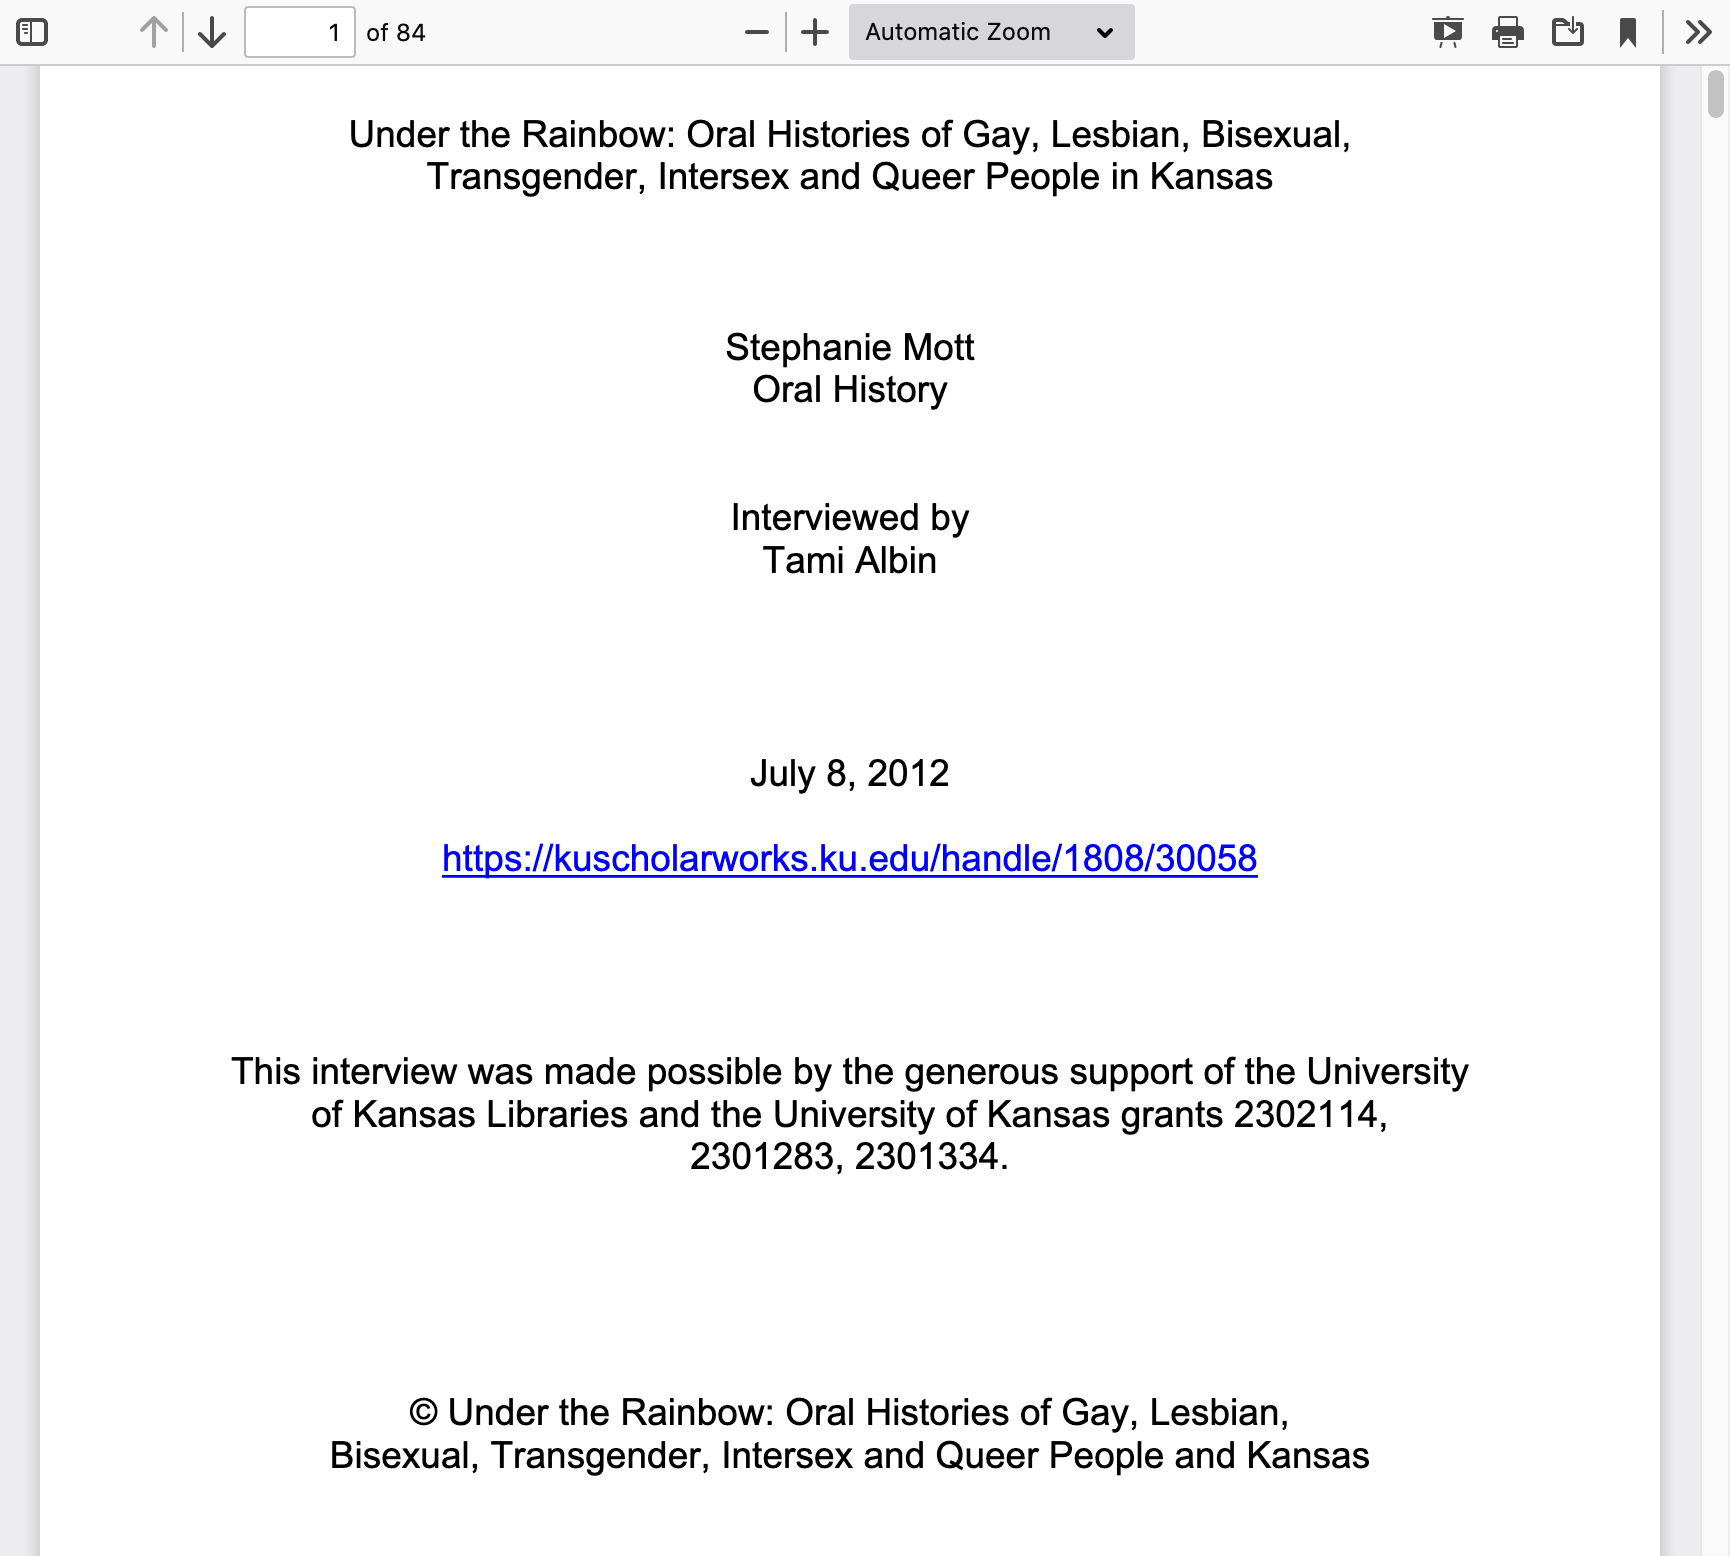 1 of 84
Automatic Zoom
Under the Rainbow: Oral Histories of Gay, Lesbian, Bisexual,
Transgender, Intersex and Queer People in Kansas
Stephanie Mott
Oral History
Interviewed by
Tami Albin
July 8, 2012
https://kuscholarworks.ku.edu/handle/1808/30058
This interview was made possible by the generous support of the University
of Kansas Libraries and the University of Kansas grants 2302114,
2301283, 2301334.
© Under the Rainbow: Oral Histories of Gay, Lesbian,
Bisexual, Transgender, Intersex and Queer People and Kansas